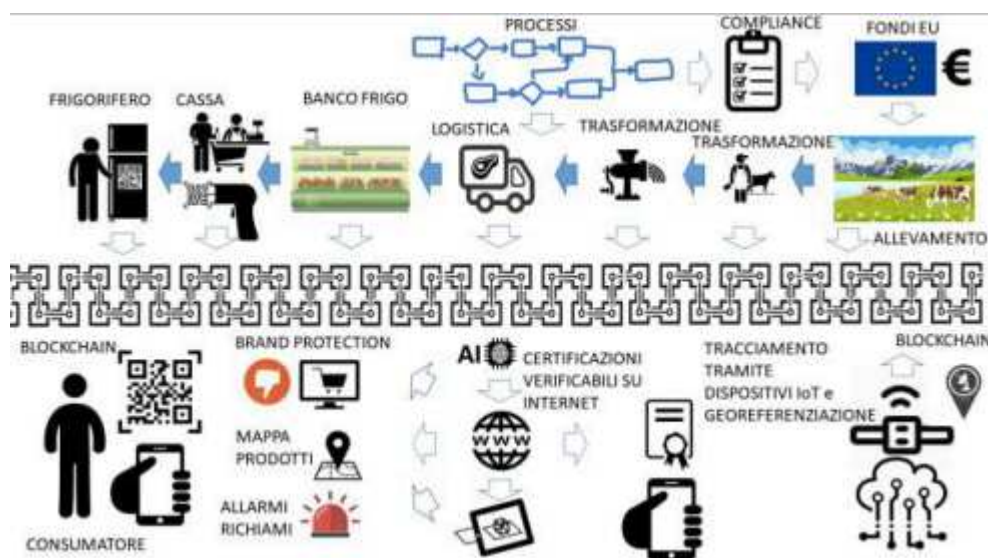 PROCESSI
COMPLIANCE
FONDI EU
FRIGORIFERO
CASSA
BANCO FRIGO
LOGISTICA
TRASFORMAZIONE
TRASFORMAZIONE
ALLEVAMENTO
BLOCKCHAIN
BRAND PROTECTION
AI
CERTIFICAZIONI
VERIFICABILI SU
INTERNET
TRACCIAMENTO
TRAMITE
DISPOSITIVI IoT e
GEOREFERENZIAZIONE
BLOCKCHAIN
MAPPA
PRODOTTI
WWW
ALLARMI
RICHIAMI
CONSUMATORE